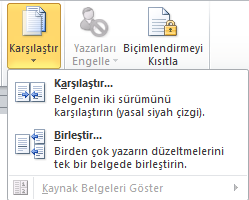 Karşılaştır
Yazarları Engelle
Biçimlendirmeyi Kısıtla
Karşılaştır...
Belgenin iki sürümünü
karşılaştırın (yasal siyah çizgi).
Birleştir...
Birden çok yazarın düzeltmelerini
tek bir belgede birleştirin.
Kaynak Belgeleri Göster